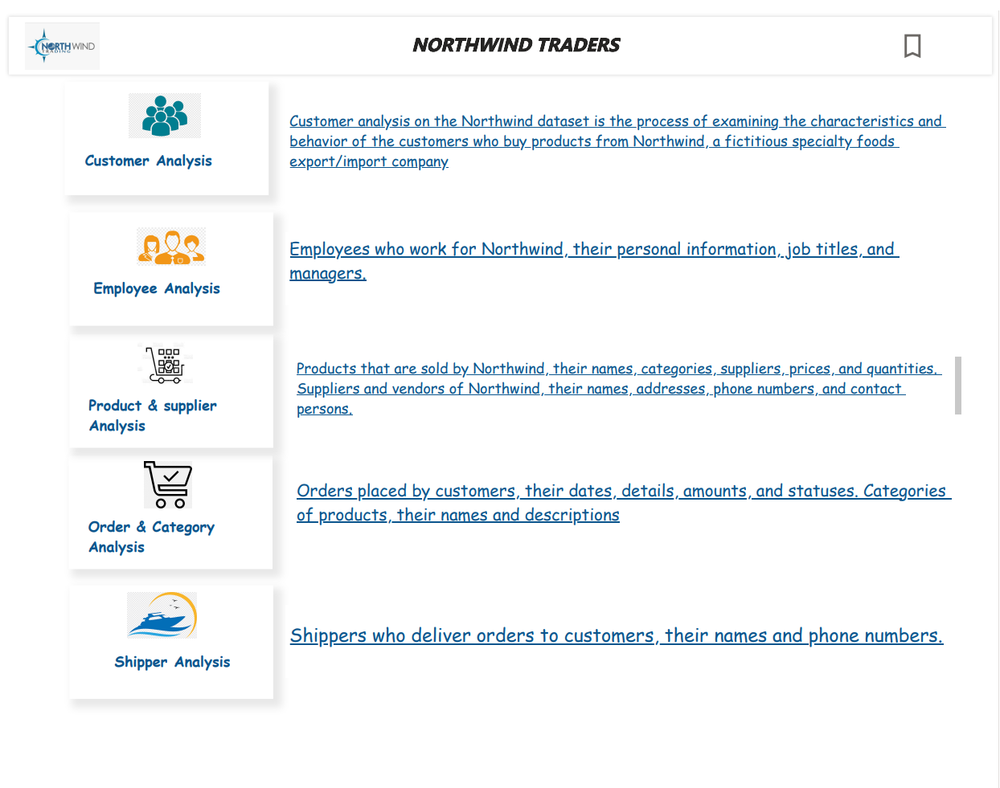 NORTHWIND
TRADING
NORTHWIND TRADERS
Customer Analysis
Customer analysis on the Northwind dataset is the process of examining the characteristics and
behavior of the customers who buy products from Northwind, a fictitious specialty foods
export/import company
Employee Analysis
Employees who work for Northwind, their personal information, job titles, and
managers.
Product & supplier
Analysis
Products that are sold by Northwind, their names, categories, suppliers, prices, and quantities.
Suppliers and vendors of Northwind, their names, addresses, phone numbers, and contact
persons.
Order & Category
Analysis
Orders placed by customers, their dates, details, amounts, and statuses. Categories
of products, their names and descriptions
Shipper Analysis
Shippers who deliver orders to customers, their names and phone numbers.